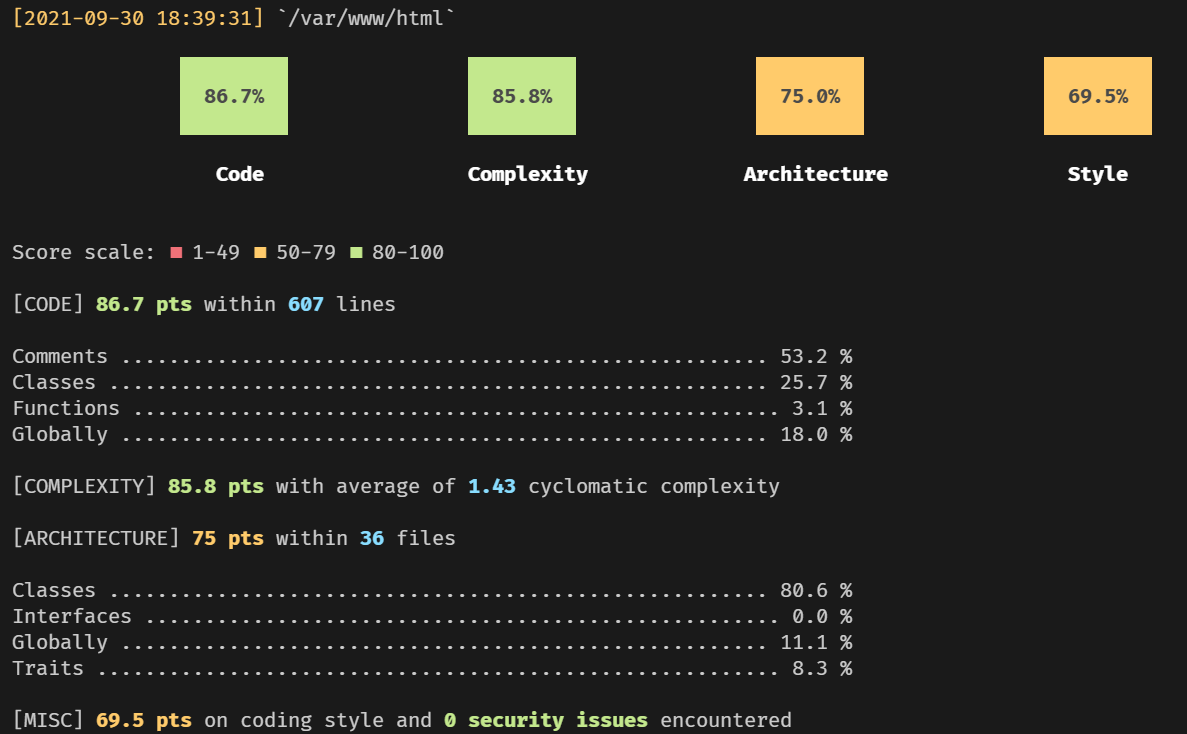 [2021-09-30 18:39:31] `/var/www/html`
86.7% 85.8% 75.0% 69.5%
Code Complexity Architecture Style
Score scale: ■ 1-49 ■ 50-79 ■ 80-100
[CODE] 86.7 pts within 607 lines
Comments ...................................................... 53.2 %
Classes ....................................................... 25.7 %
Functions ...................................................... 3.1 %
Globally ...................................................... 18.0 %
[COMPLEXITY] 85.8 pts with average of 1.43 cyclomatic complexity
[ARCHITECTURE] 75 pts within 36 files
Classes ....................................................... 80.6 %
Interfaces ..................................................... 0.0 %
Globally ...................................................... 11.1 %
Traits ......................................................... 8.3 %
[MISC] 69.5 pts on coding style and 0 security issues encountered